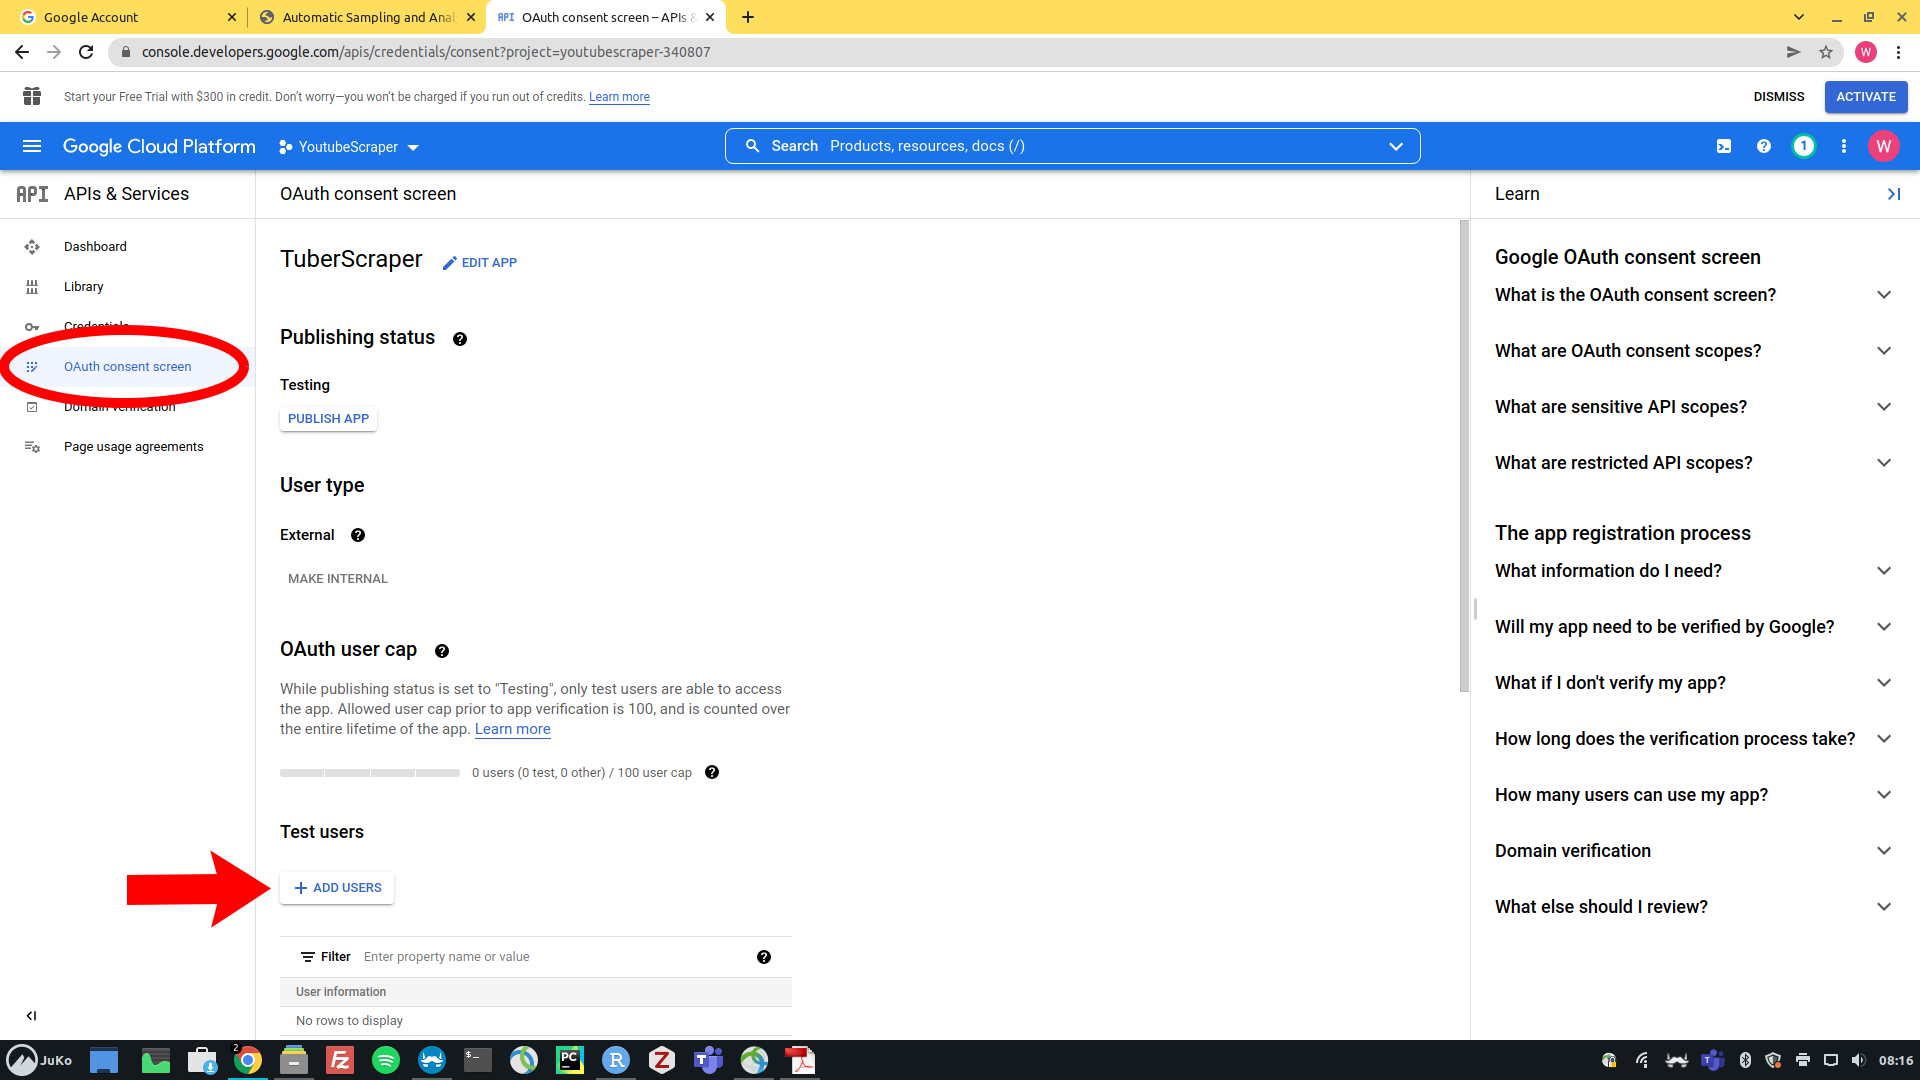 Google Account
Automatic Sampling and Anal
API OAuth consent screen – APIs &
console.developers.google.com/apis/credentials/consent?project=youtubescraper-340807
W
Start your Free Trial with $300 in credit. Don't worry—you won't be charged if you run out of credits. Learn more
DISMISS
ACTIVATE
Google Cloud Platform
YoutubeScraper
Search Products, resources, docs (/)
1
W
API APIs & Services
Dashboard
Library
Credentials
OAuth consent screen
Domain verification
Page usage agreements
OAuth consent screen
TuberScraper
EDIT APP
Publishing status
Testing
PUBLISH APP
User type
External
MAKE INTERNAL
OAuth user cap
While publishing status is set to "Testing", only test users are able to access
the app. Allowed user cap prior to app verification is 100, and is counted over
the entire lifetime of the app. Learn more
0 users (0 test, 0 other) / 100 user cap
Test users
ADD USERS
Filter Enter property name or value
User information
No rows to display
Learn
Google OAuth consent screen
What is the OAuth consent screen?
What are OAuth consent scopes?
What are sensitive API scopes?
What are restricted API scopes?
The app registration process
What information do I need?
Will my app need to be verified by Google?
What if I don't verify my app?
How long does the verification process take?
How many users can use my app?
Domain verification
What else should I review?
JuKo
2
FZ
$
PC
R
Z
T
T
08:16